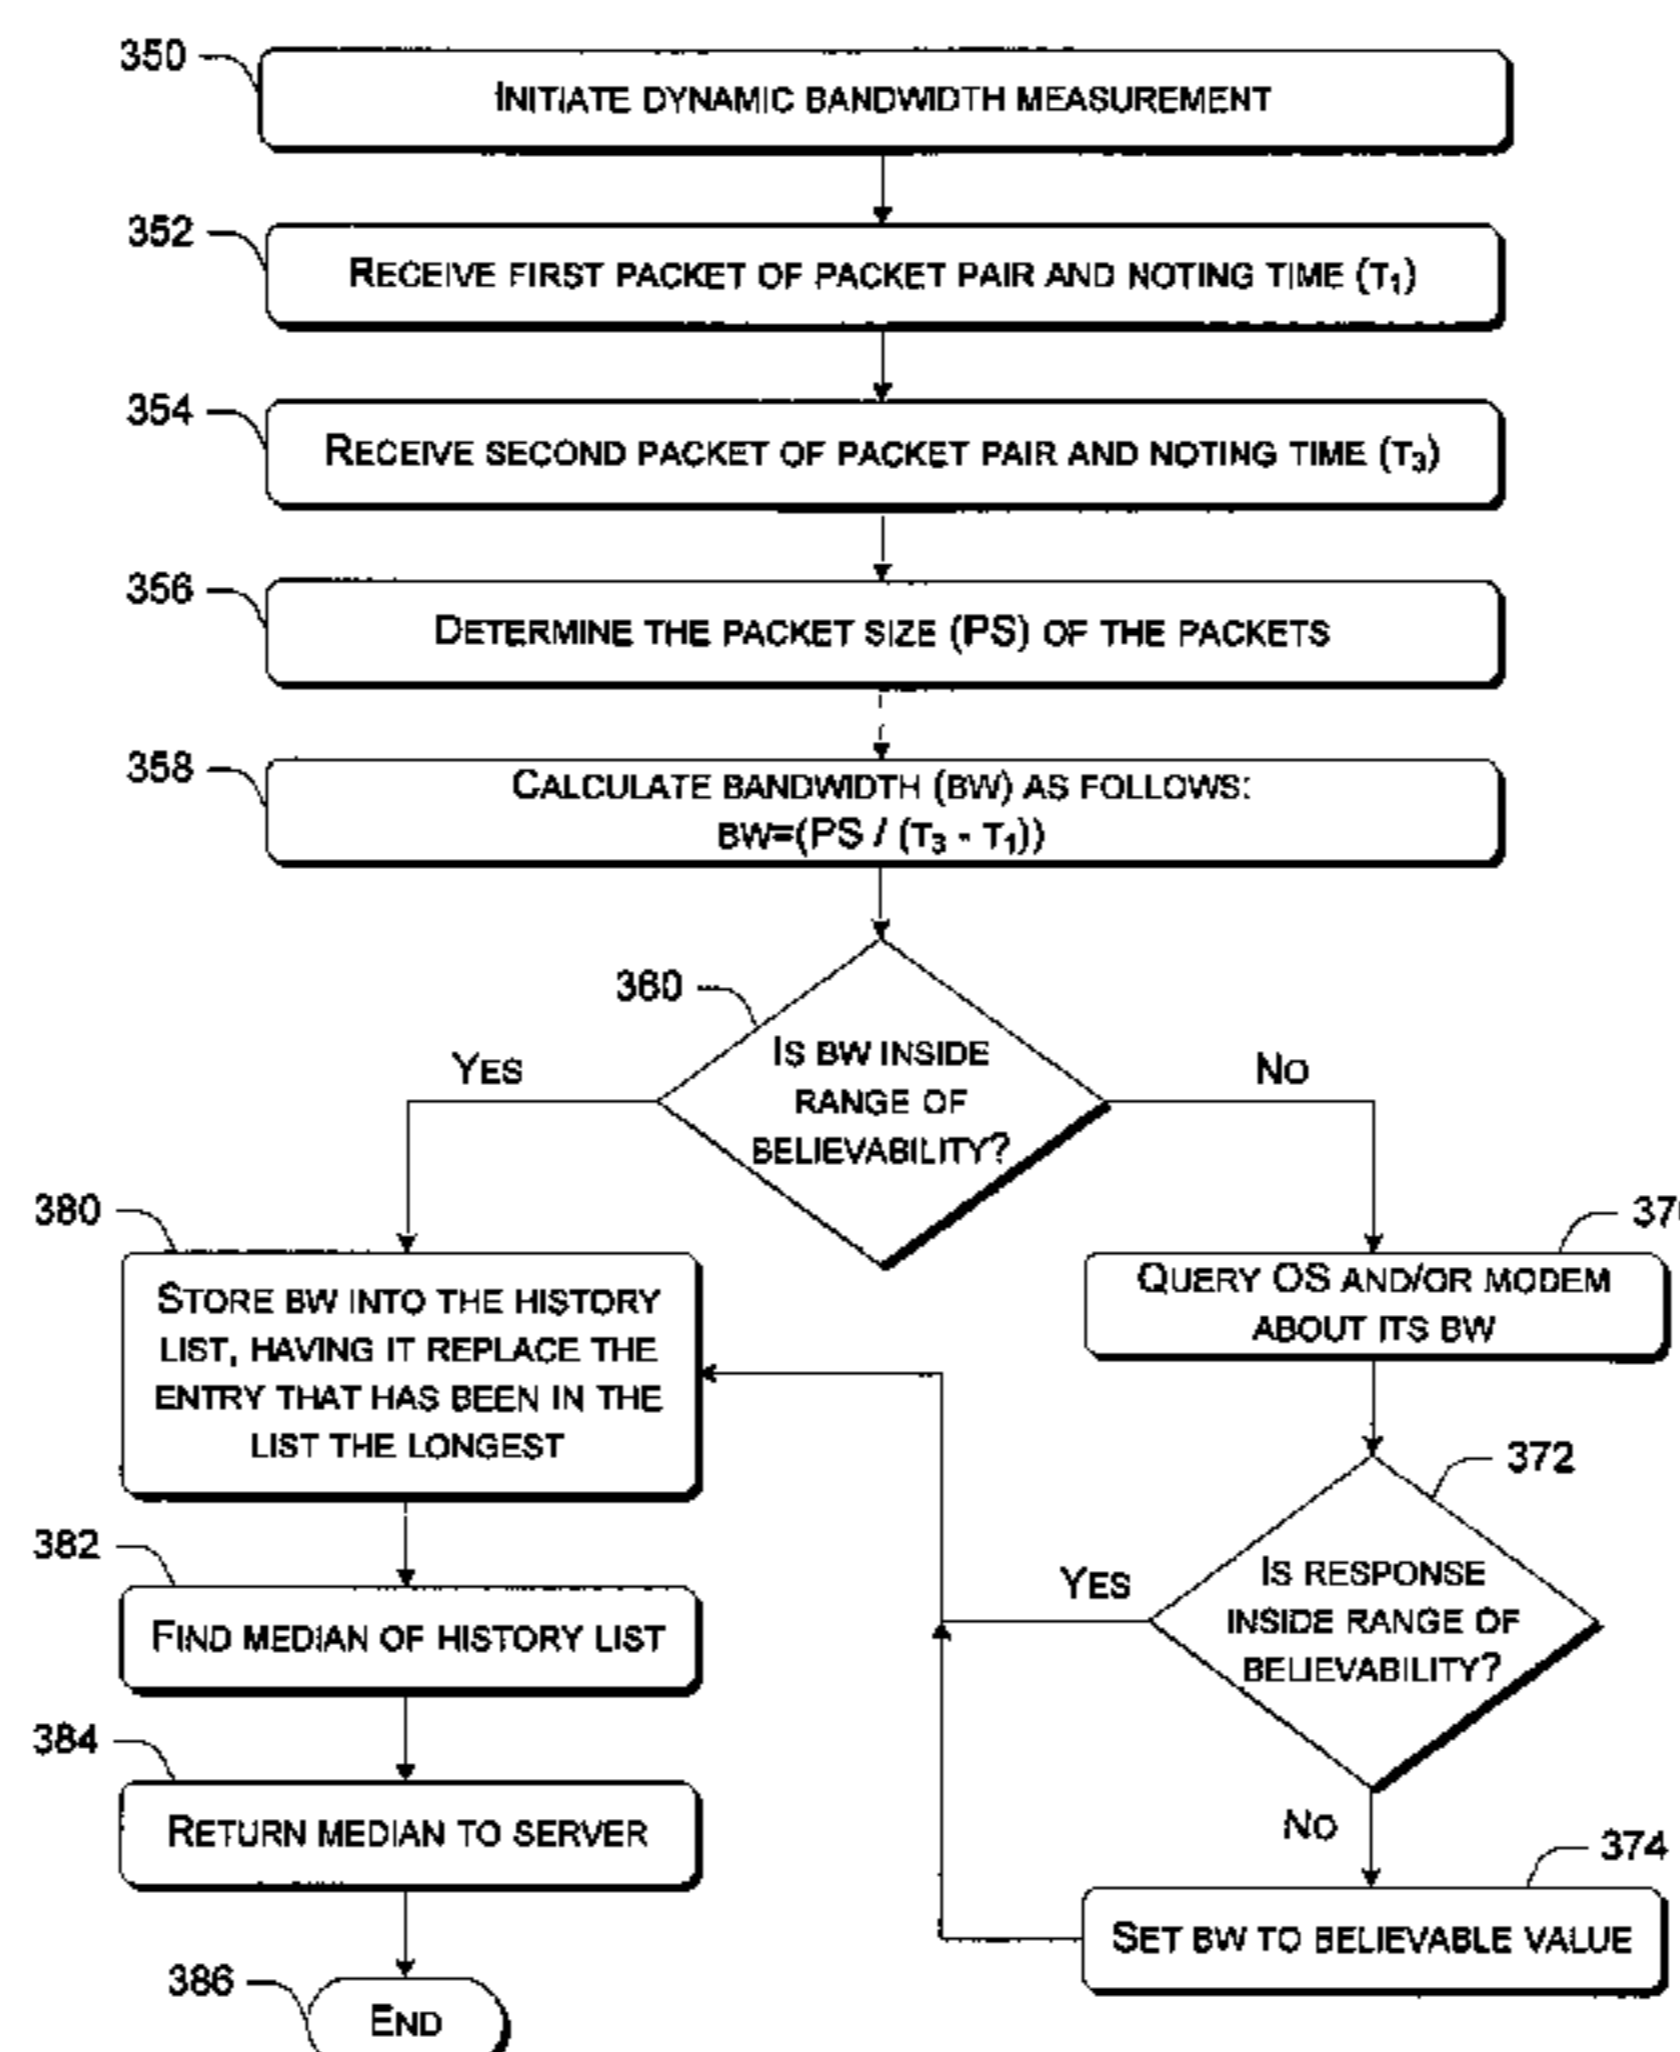 350
INITIATE DYNAMIC BANDWIDTH MEASUREMENT
352
RECEIVE FIRST PACKET OF PACKET PAIR AND NOTING TIME (T₁)
354
RECEIVE SECOND PACKET OF PACKET PAIR AND NOTING TIME (T₃)
356
DETERMINE THE PACKET SIZE (PS) OF THE PACKETS
358
CALCULATE BANDWIDTH (BW) AS FOLLOWS:
BW=(PS / (T₃ - T₁))
360
IS BW INSIDE
RANGE OF
BELIEVABILITY?
YES
NO
380
STORE BW INTO THE HISTORY
LIST, HAVING IT REPLACE THE
ENTRY THAT HAS BEEN IN THE
LIST THE LONGEST
QUERY OS AND/OR MODEM
ABOUT ITS BW
372
IS RESPONSE
INSIDE RANGE OF
BELIEVABILITY?
YES
NO
382
FIND MEDIAN OF HISTORY LIST
384
RETURN MEDIAN TO SERVER
374
SET BW TO BELIEVABLE VALUE
386
END